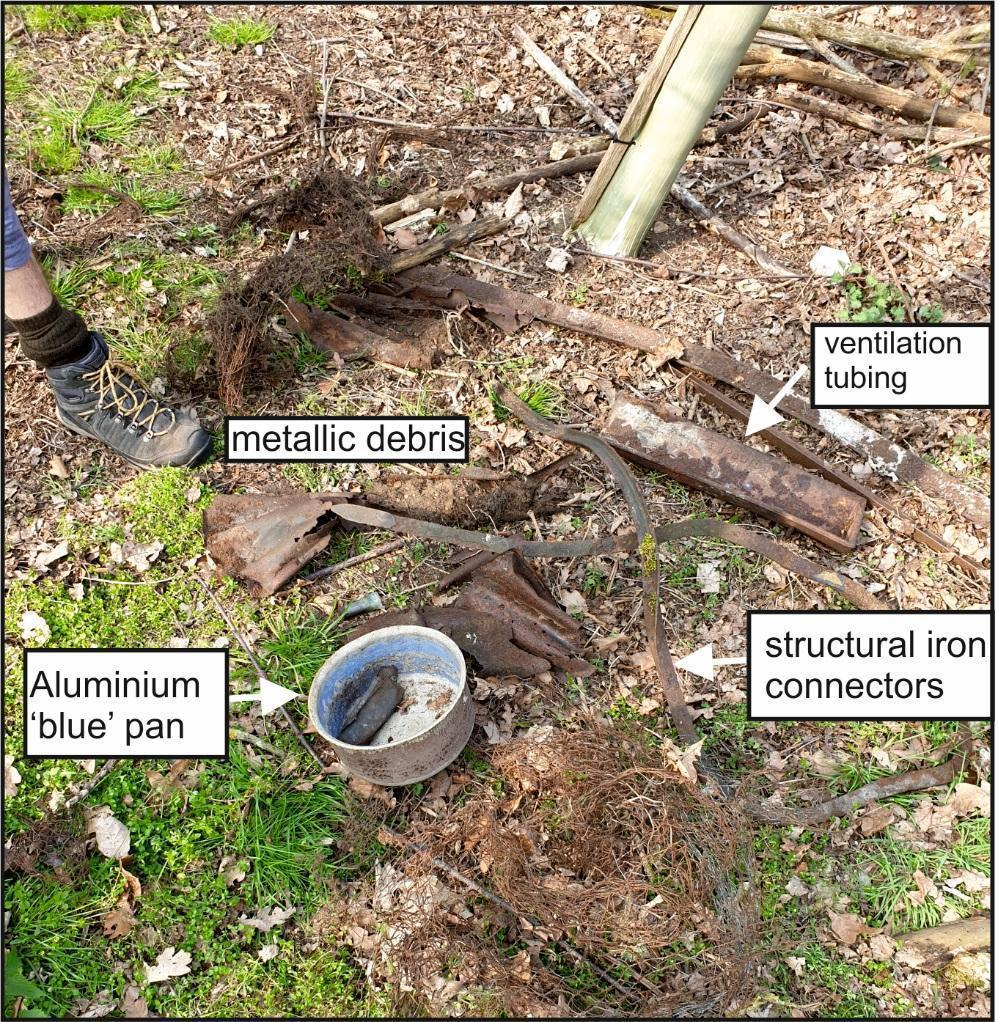 ventilation
tubing
metallic debris
structural iron
connectors
Aluminium
‘blue’ pan